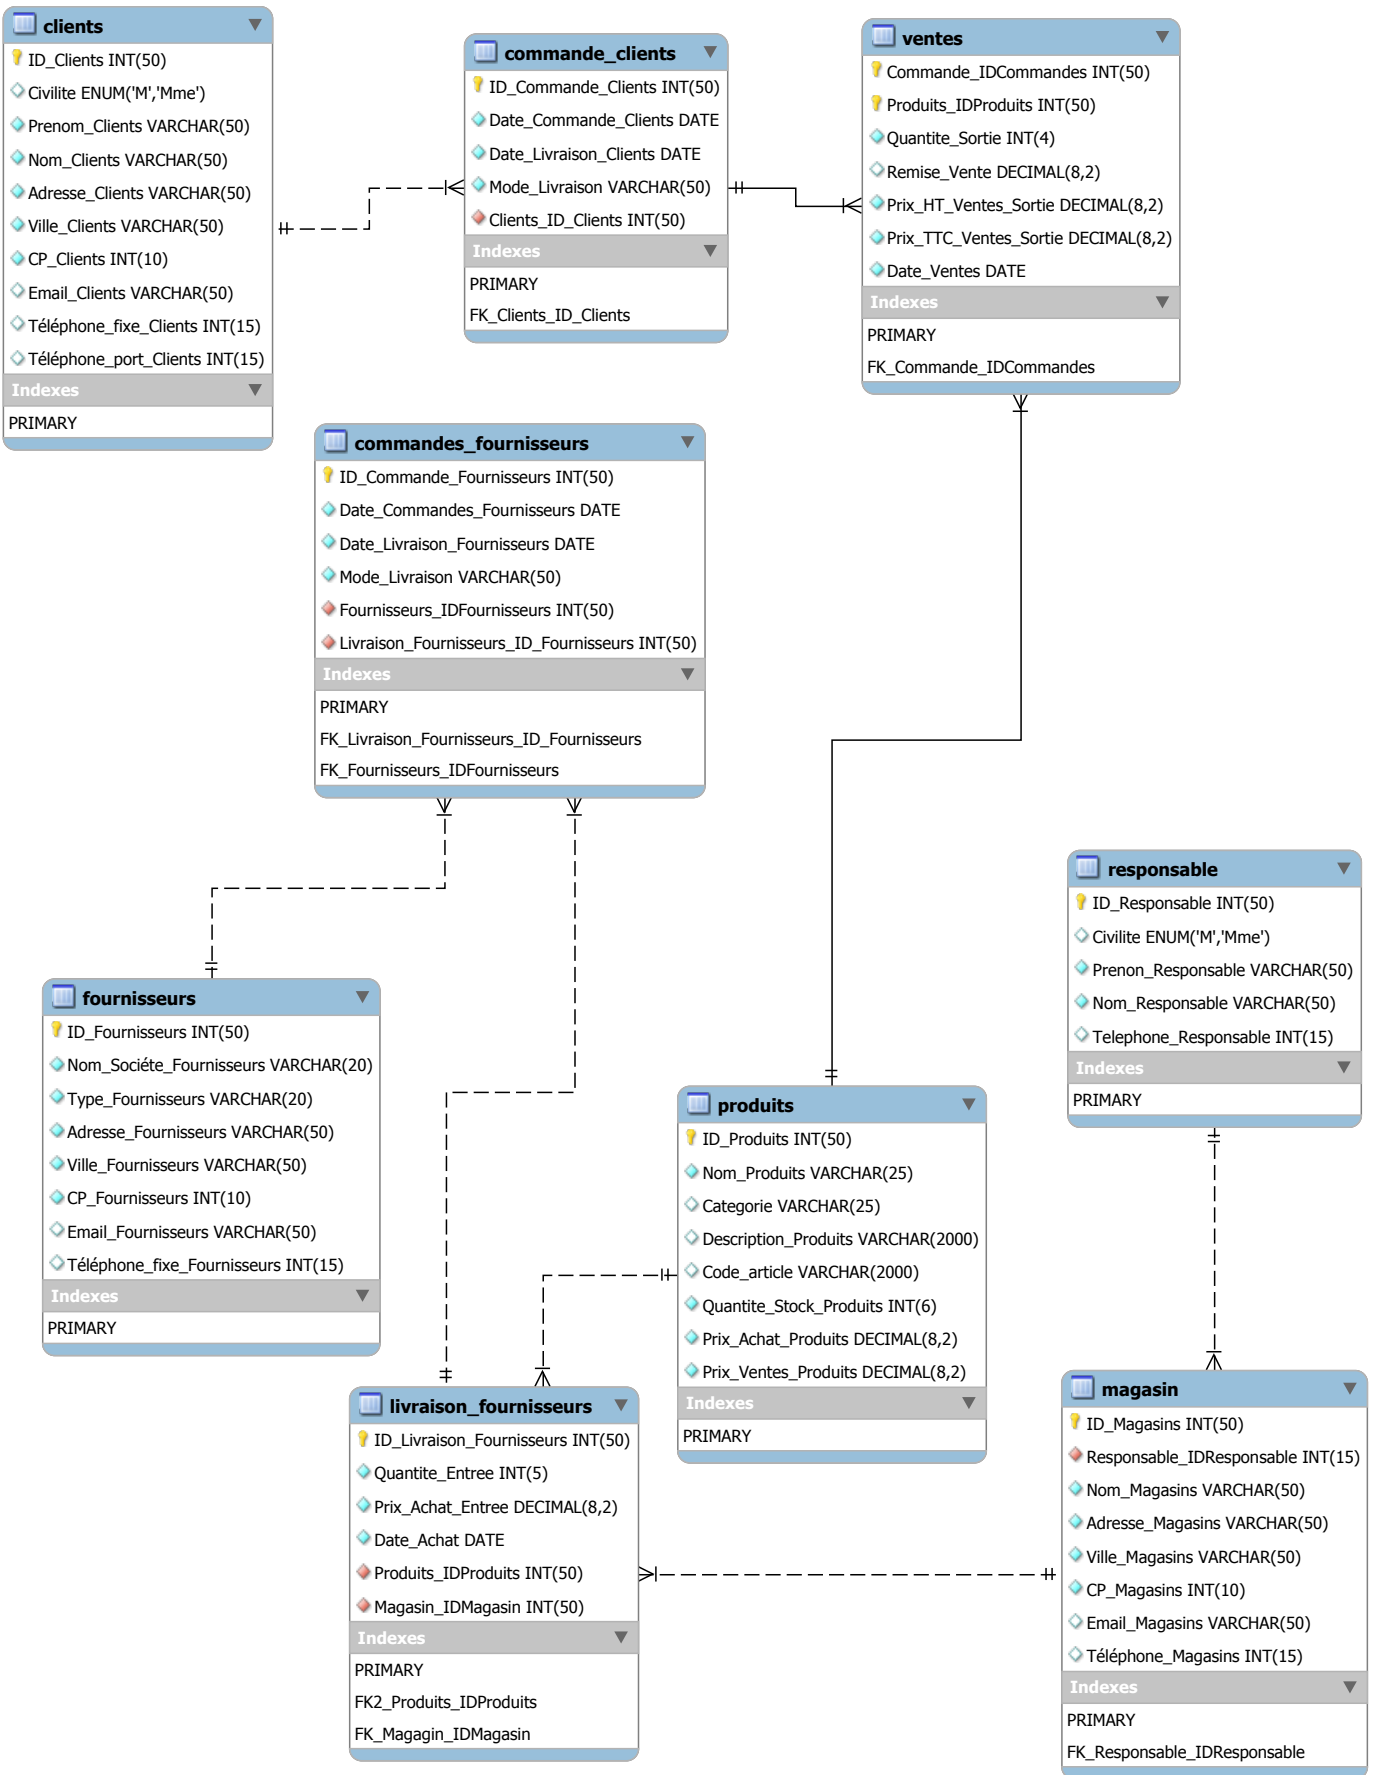 clients
ID_Clients INT(50)
Civilite ENUM('M','Mme')
Prenom_Clients VARCHAR(50)
Nom_Clients VARCHAR(50)
Adresse_Clients VARCHAR(50)
Ville_Clients VARCHAR(50)
CP_Clients INT(10)
Email_Clients VARCHAR(50)
Téléphone_fixe_Clients INT(15)
Téléphone_port_Clients INT(15)
Indexes
PRIMARY
commande_clients
ID_Commande_Clients INT(50)
Date_Commande_Clients DATE
Date_Livraison_Clients DATE
Mode_Livraison VARCHAR(50)
Clients_ID_Clients INT(50)
Indexes
PRIMARY
FK_Clients_ID_Clients
ventes
Commande_IDCommandes INT(50)
Produits_IDProduits INT(50)
Quantite_Sortie INT(4)
Remise_Vente DECIMAL(8,2)
Prix_HT_Ventes_Sortie DECIMAL(8,2)
Prix_TTC_Ventes_Sortie DECIMAL(8,2)
Date_Ventes DATE
Indexes
PRIMARY
FK_Commande_IDCommandes
commandes_fournisseurs
ID_Commande_Fournisseurs INT(50)
Date_Commandes_Fournisseurs DATE
Date_Livraison_Fournisseurs DATE
Mode_Livraison VARCHAR(50)
Fournisseurs_IDFournisseurs INT(50)
Livraison_Fournisseurs_ID_Fournisseurs INT(50)
Indexes
PRIMARY
FK_Livraison_Fournisseurs_ID_Fournisseurs
FK_Fournisseurs_IDFournisseurs
responsable
ID_Responsable INT(50)
Civilite ENUM('M','Mme')
Prenon_Responsable VARCHAR(50)
Nom_Responsable VARCHAR(50)
Telephone_Responsable INT(15)
Indexes
PRIMARY
fournisseurs
ID_Fournisseurs INT(50)
Nom_Sociéte_Fournisseurs VARCHAR(20)
Type_Fournisseurs VARCHAR(20)
Adresse_Fournisseurs VARCHAR(50)
Ville_Fournisseurs VARCHAR(50)
CP_Fournisseurs INT(10)
Email_Fournisseurs VARCHAR(50)
Téléphone_fixe_Fournisseurs INT(15)
Indexes
PRIMARY
produits
ID_Produits INT(50)
Nom_Produits VARCHAR(25)
Categorie VARCHAR(25)
Description_Produits VARCHAR(2000)
Code_article VARCHAR(2000)
Quantite_Stock_Produits INT(6)
Prix_Achat_Produits DECIMAL(8,2)
Prix_Ventes_Produits DECIMAL(8,2)
Indexes
PRIMARY
livraison_fournisseurs
ID_Livraison_Fournisseurs INT(50)
Quantite_Entree INT(5)
Prix_Achat_Entree DECIMAL(8,2)
Date_Achat DATE
Produits_IDProduits INT(50)
Magasin_IDMagasin INT(50)
Indexes
PRIMARY
FK2_Produits_IDProduits
FK_Magagin_IDMagasin
magasin
ID_Magasins INT(50)
Responsable_IDResponsable INT(15)
Nom_Magasins VARCHAR(50)
Adresse_Magasins VARCHAR(50)
Ville_Magasins VARCHAR(50)
CP_Magasins INT(10)
Email_Magasins VARCHAR(50)
Téléphone_Magasins INT(15)
Indexes
PRIMARY
FK_Responsable_IDResponsable